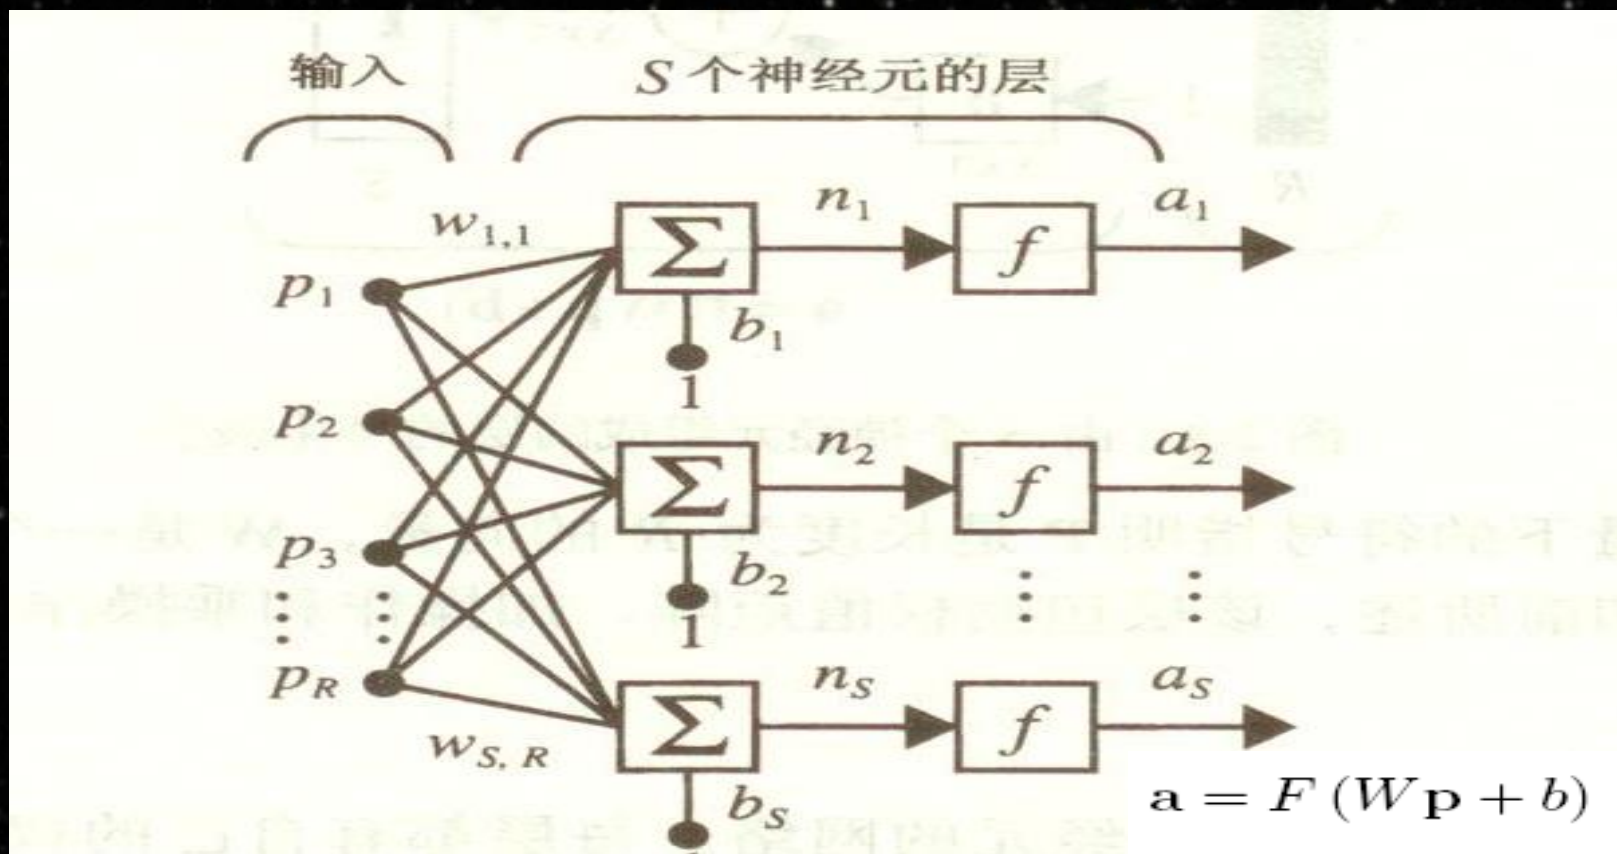 输入 S 个神经元的层
w1,1 n1 a1
p1 Σ f
b1
1
p2 n2 a2
Σ f
p3 b2
1
pR nS aS
Σ f
wS, R
bS
a = F (Wp + b)